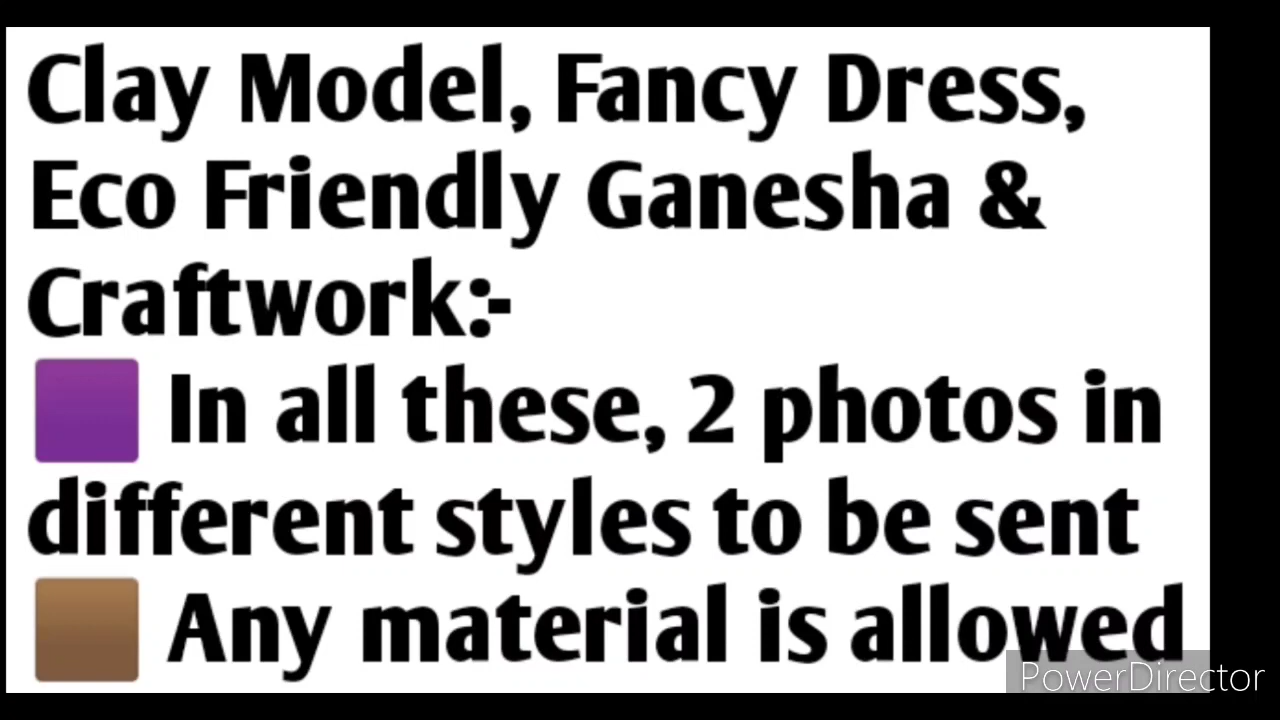 Clay Model, Fancy Dress,
Eco Friendly Ganesha &
Craftwork:-
🟪 In all these, 2 photos in
different styles to be sent
🟫 Any material is allowed
PowerDirector